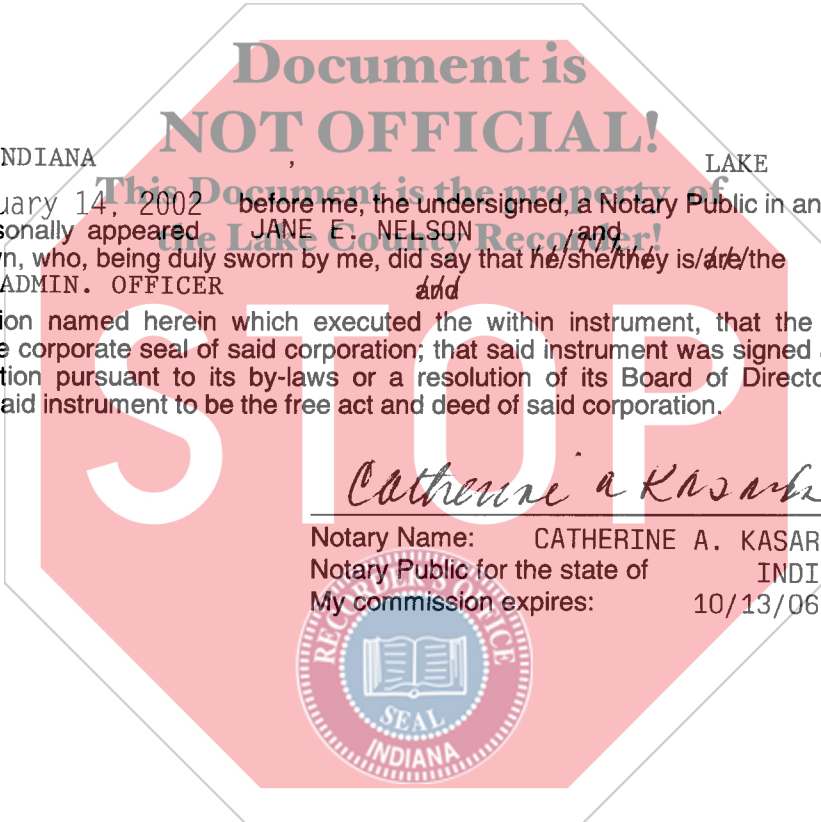 Document is
NOT OFFICIAL!
This Document is the property of
the Lake County Recorder!
NDIANA , LAKE
uary 14, 2002 before me, the undersigned, a Notary Public in an
sonally appeared JANE E. NELSON and
n, who, being duly sworn by me, did say that he/she/they is/are/the
ADMIN. OFFICER and
ion named herein which executed the within instrument, that the
e corporate seal of said corporation; that said instrument was signed
tion pursuant to its by-laws or a resolution of its Board of Directo
aid instrument to be the free act and deed of said corporation.
STOP
Catherine a Kasarb
Notary Name: CATHERINE A. KASAR
Notary Public for the state of INDI
My commission expires: 10/13/06
RECORDER'S OFFICE
SEAL
INDIANA